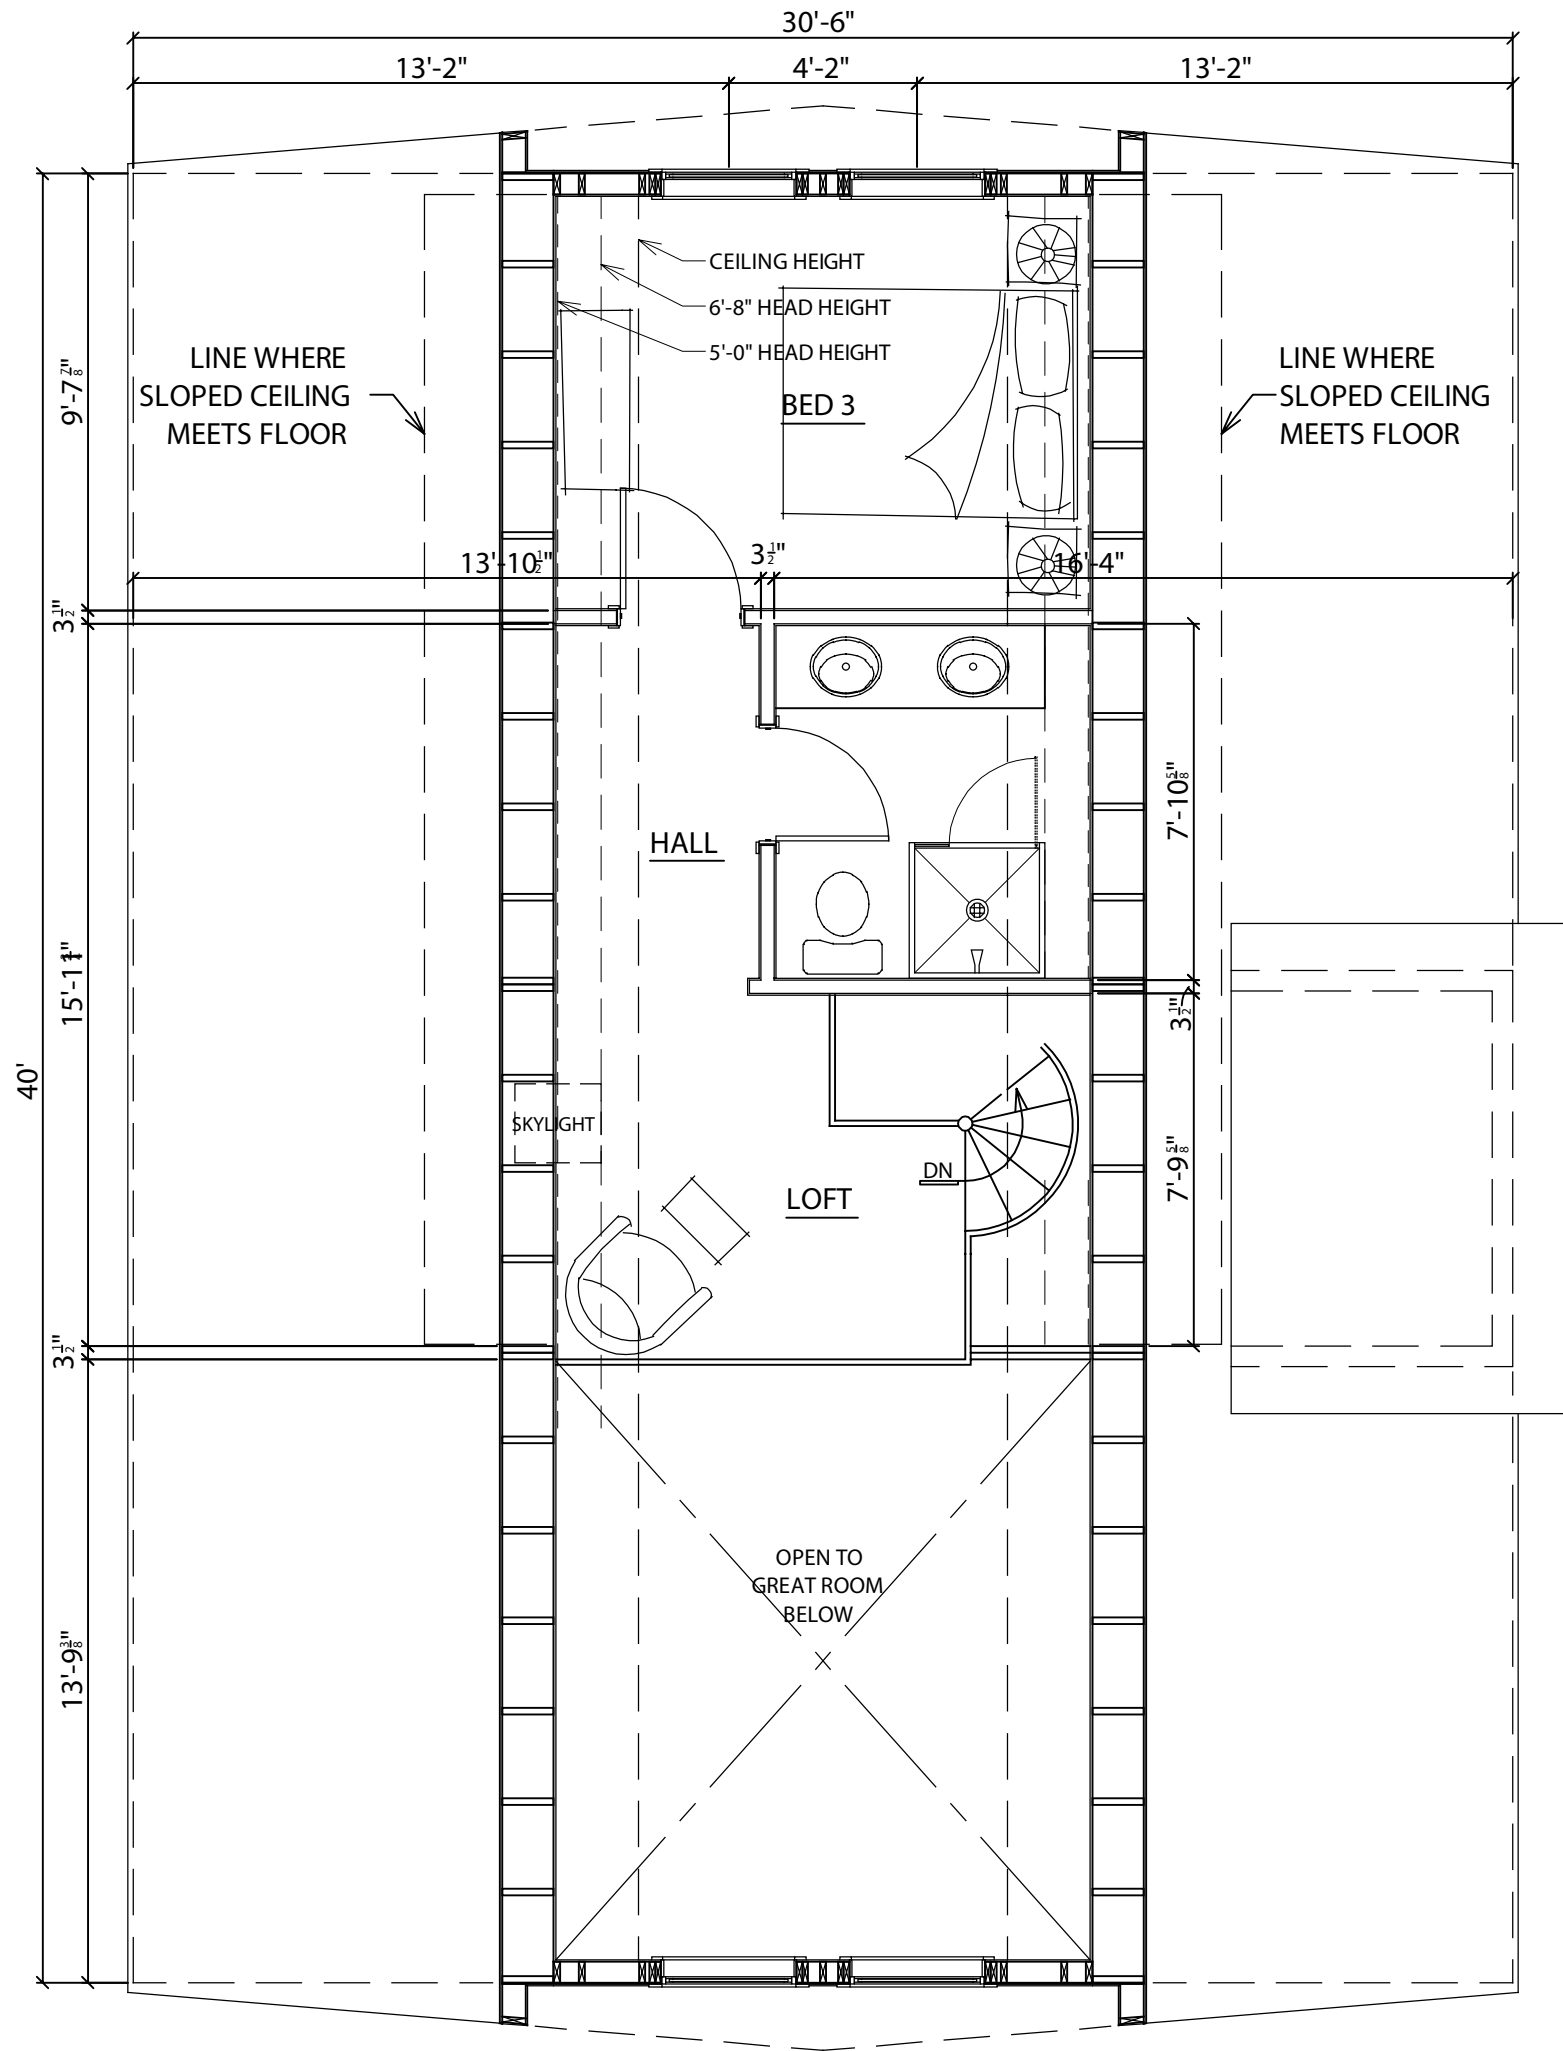 30'-6"
13'-2"
4'-2"
13'-2"
CEILING HEIGHT
6'-8" HEAD HEIGHT
5'-0" HEAD HEIGHT
LINE WHERE
SLOPED CEILING
MEETS FLOOR
LINE WHERE
SLOPED CEILING
MEETS FLOOR
9'-7 7/8"
BED 3
13'-10 1/2"
3 1/2"
16'-4"
3 1/2"
7'-10 5/8"
HALL
15'-1 3/4"
3 1/2"
40'
SKYLIGHT
DN
7'-9 5/8"
LOFT
3 1/2"
OPEN TO
GREAT ROOM
BELOW
13'-9 3/8"